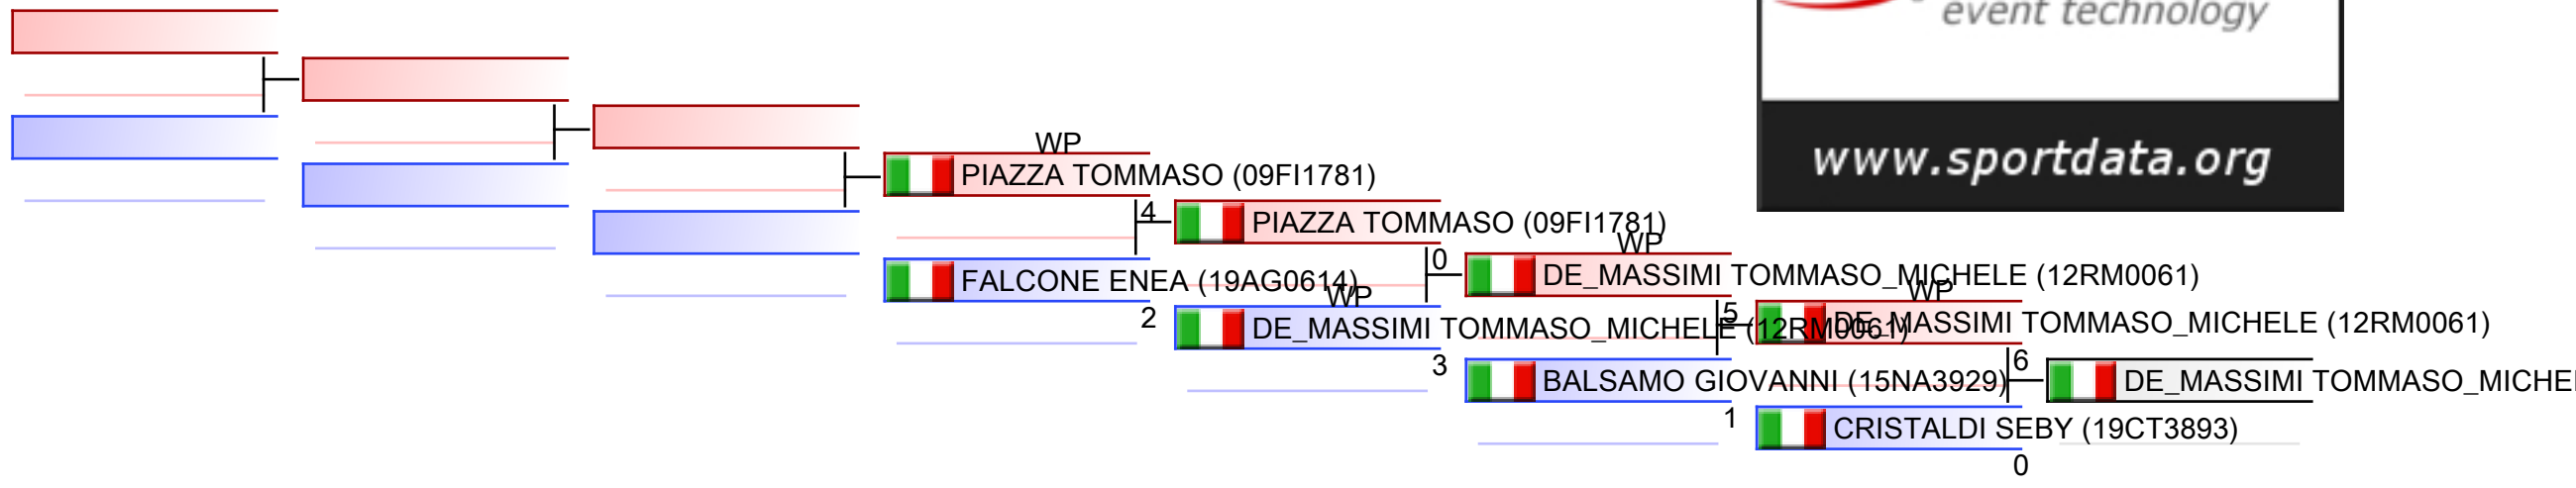 event technology
WP
www.sportdata.org
PIAZZA TOMMASO (09FI1781)
4
PIAZZA TOMMASO (09FI1781)
WP
0
FALCONE ENEA (19AG0614)
DE_MASSIMI TOMMASO_MICHELE (12RM0061)
WP
WP
2
5
DE_MASSIMI TOMMASO_MICHELE (12RM0061)
DE_MASSIMI TOMMASO_MICHELE (12RM0061)
3
6
BALSAMO GIOVANNI (15NA3929)
DE_MASSIMI TOMMASO_MICHE
1
CRISTALDI SEBY (19CT3893)
0